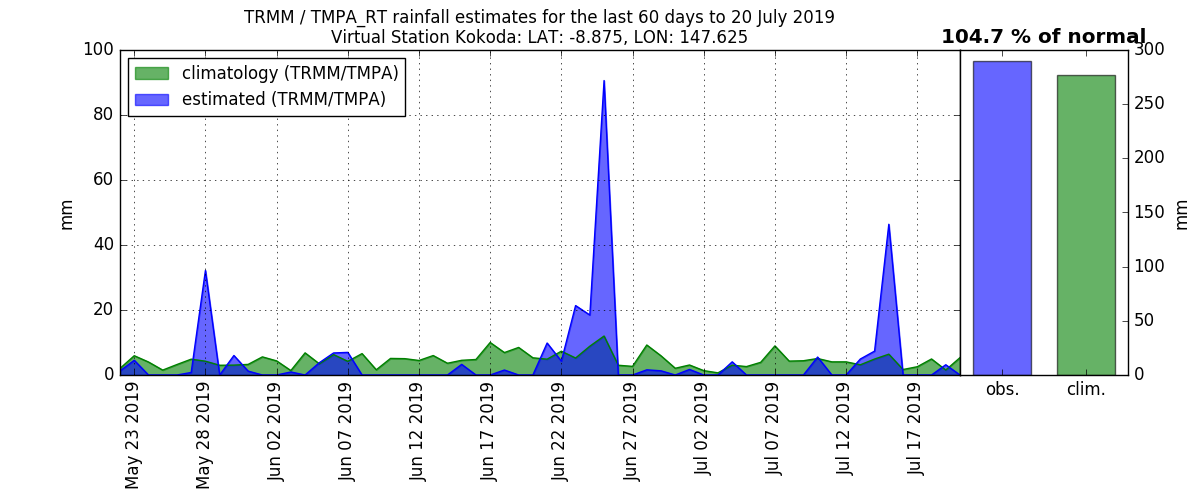 TRMM / TMPA_RT rainfall estimates for the last 60 days to 20 July 2019
Virtual Station Kokoda: LAT: -8.875, LON: 147.625
104.7 % of normal
climatology (TRMM/TMPA)
estimated (TRMM/TMPA)
mm
100
80
60
40
20
0
May 23 2019
May 28 2019
Jun 02 2019
Jun 07 2019
Jun 12 2019
Jun 17 2019
Jun 22 2019
Jun 27 2019
Jul 02 2019
Jul 07 2019
Jul 12 2019
Jul 17 2019
300
250
200
150
100
50
0
mm
obs.
clim.